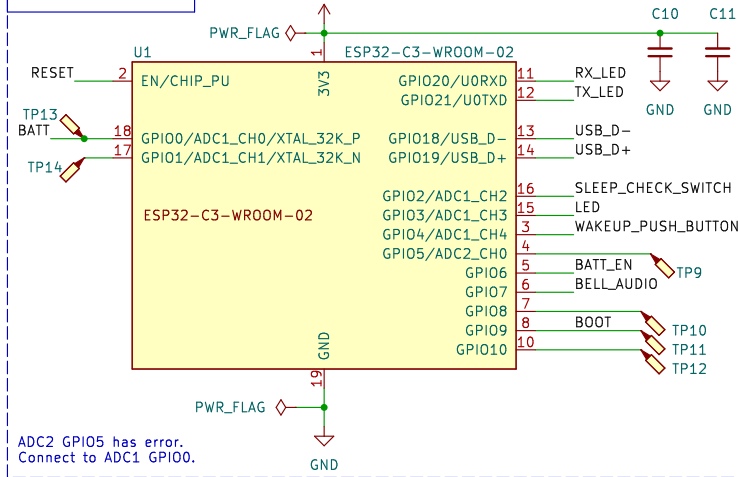 C10
C11
PWR_FLAG
U1
1
ESP32-C3-WROOM-02
RESET
2
EN/CHIP_PU
3V3
GPIO20/U0RXD
11
RX_LED
GPIO21/U0TXD
12
TX_LED
GND
GND
TP13
BATT
18
GPIO0/ADC1_CH0/XTAL_32K_P
GPIO18/USB_D-
13
USB_D-
17
GPIO1/ADC1_CH1/XTAL_32K_N
GPIO19/USB_D+
14
USB_D+
TP14
GPIO2/ADC1_CH2
16
SLEEP_CHECK_SWITCH
ESP32-C3-WROOM-02
GPIO3/ADC1_CH3
15
LED
GPIO4/ADC1_CH4
3
WAKEUP_PUSH_BUTTON
GPIO5/ADC2_CH0
4
TP9
GPIO6
5
BATT_EN
GPIO7
6
BELL_AUDIO
GPIO8
7
TP10
GPIO9
8
BOOT
TP11
GPIO10
10
TP12
GND
19
PWR_FLAG
GND
ADC2 GPIO5 has error.
Connect to ADC1 GPIO0.